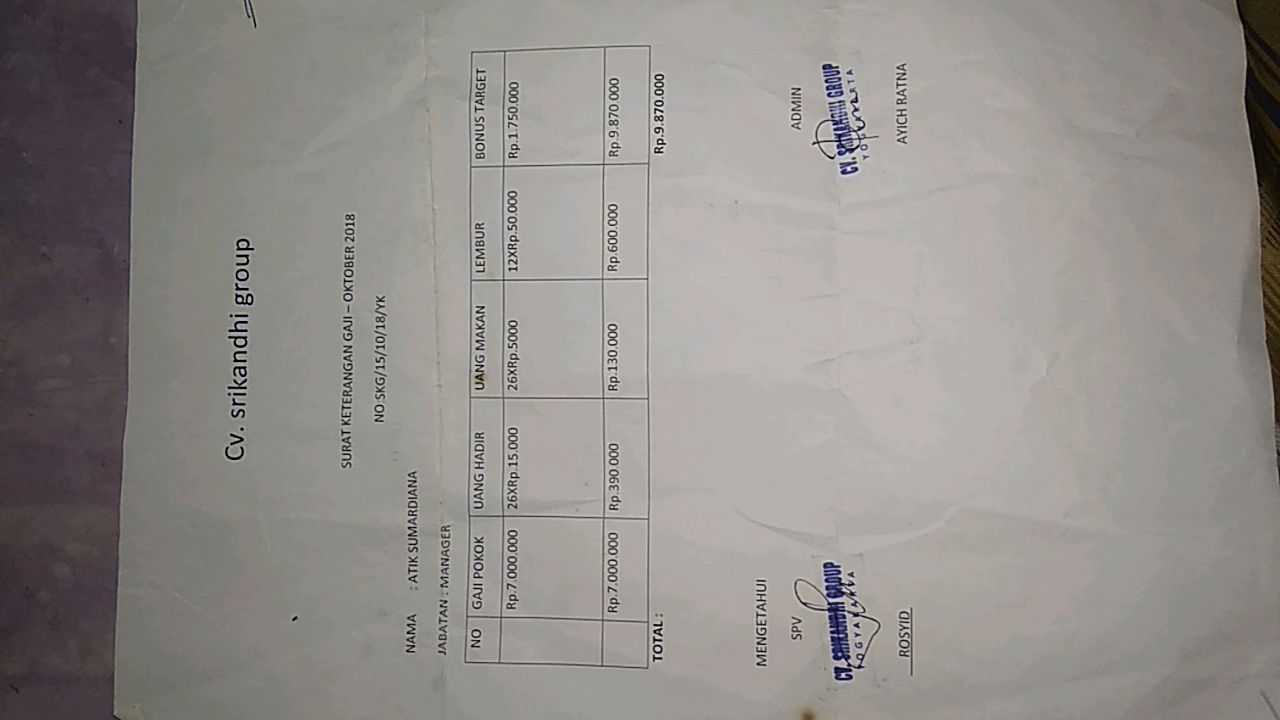 Cv. srikandhi group
SURAT KETERANGAN GAJI – OKTOBER 2018
NO:SKG/15/10/18/YK
NAMA : ATIK SUMARDIANA
JABATAN : MANAGER
NO GAJI POKOK UANG HADIR UANG MAKAN LEMBUR BONUS TARGET
Rp.7.000.000 26XRp.15.000 26XRp.5000 12XRp.50.000 Rp.1.750.000
Rp.7.000.000 Rp.390.000 Rp.130.000 Rp.600.000 Rp.9.870.000
TOTAL : Rp.9.870.000
MENGETAHUI
SPV ADMIN
CV. SRIKANDHI GROUP CV. SRIKANDHI GROUP
YOGYAKARTA YOGYAKARTA
ROSYID AYICH RATNA